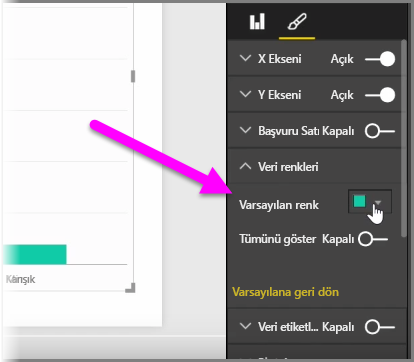 X Ekseni Açık
Y Ekseni Açık
Başvuru Satı Kapalı
Veri renkleri
Varsayılan renk
Tümünü göster Kapalı
Varsayılana geri dön
Veri etiketl... Kapalı